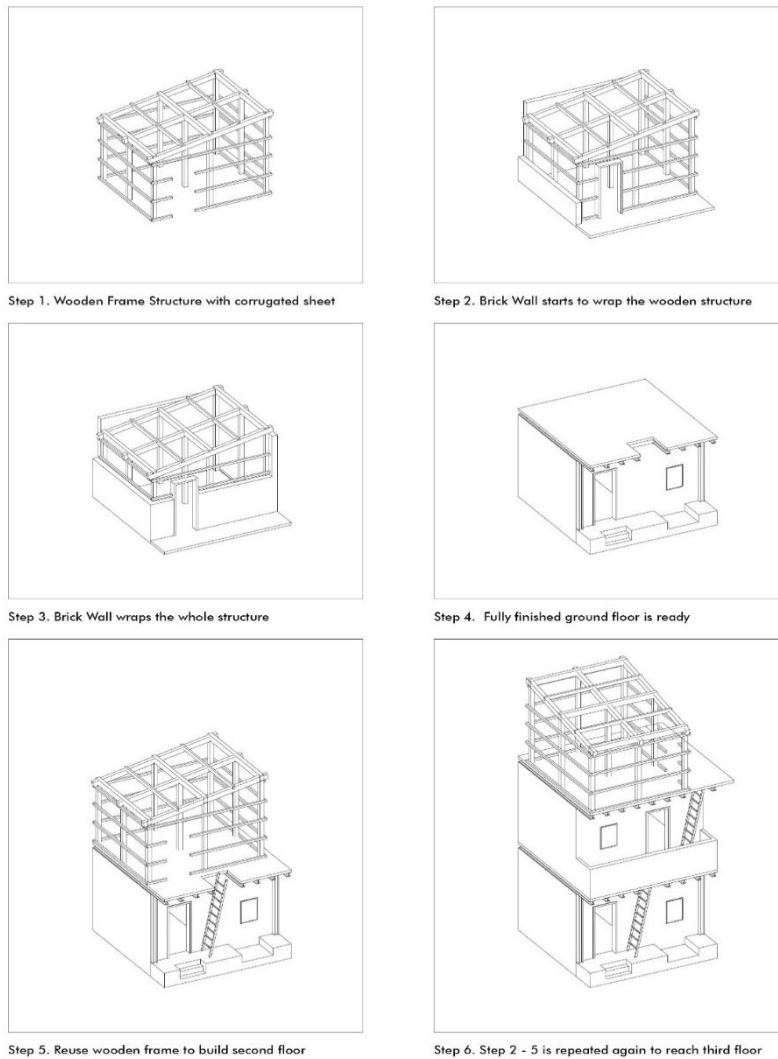 Step 1. Wooden Frame Structure with corrugated sheet
Step 2. Brick Wall starts to wrap the wooden structure
Step 3. Brick Wall wraps the whole structure
Step 4. Fully finished ground floor is ready
Step 5. Reuse wooden frame to build second floor
Step 6. Step 2 - 5 is repeated again to reach third floor